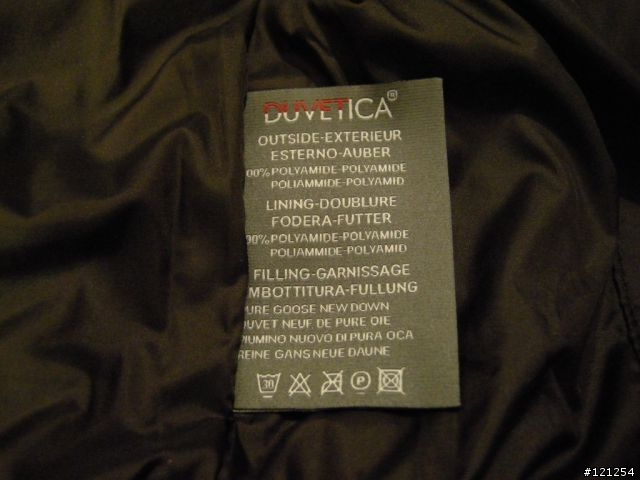 DUVETICA®
OUTSIDE-EXTERIEUR
ESTERNO-AUBER
00% POLYAMIDE-POLYAMIDE
POLIAMMIDE-POLYAMID
LINING-DOUBLURE
FODERA-FUTTER
00% POLYAMIDE-POLYAMIDE
POLIAMMIDE-POLYAMID
FILLING-GARNISSAGE
MBOTTITURA-FULLUNG
URE GOOSE NEW DOWN
UVET NEUF DE PURE OIE
PIUMINO NUOVO DI PURA OCA
REINE GANS NEUE DAUNE
30 P
#121254